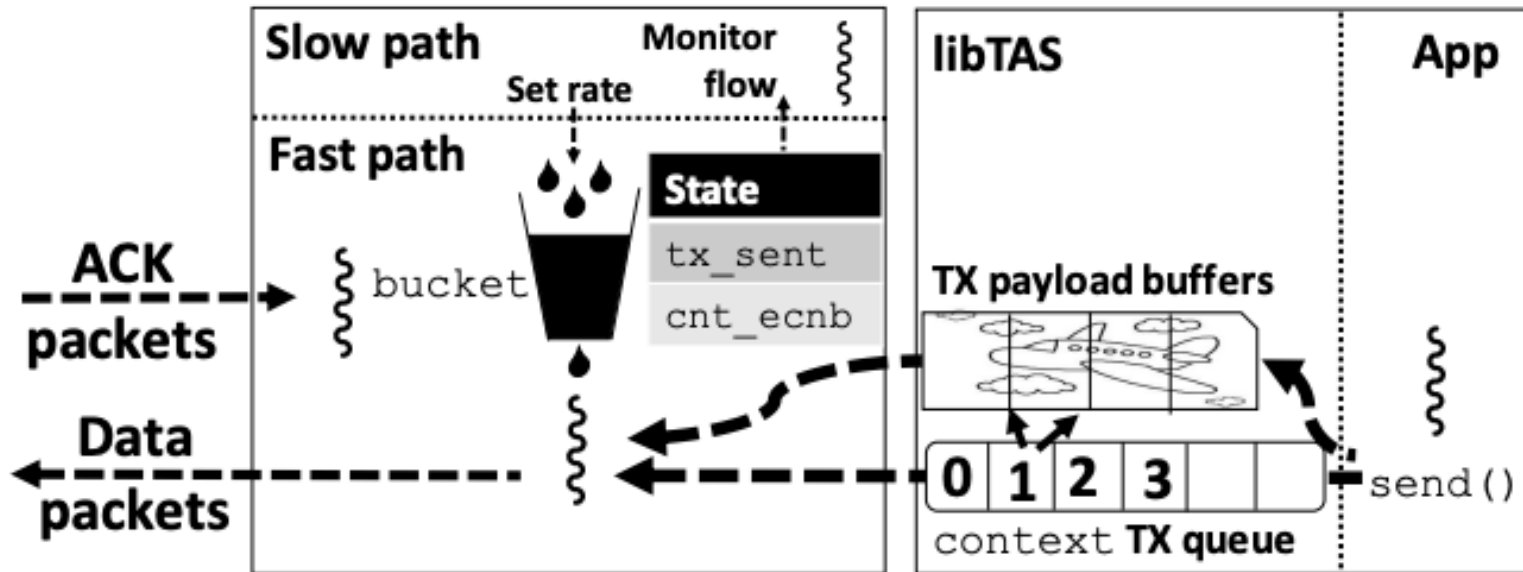 Slow path
Monitor
flow
Set rate
Fast path
State
tx_sent
cnt_ecnb
bucket
ACK
packets
Data
packets
libTAS
App
TX payload buffers
0 1 2 3
send()
context TX queue